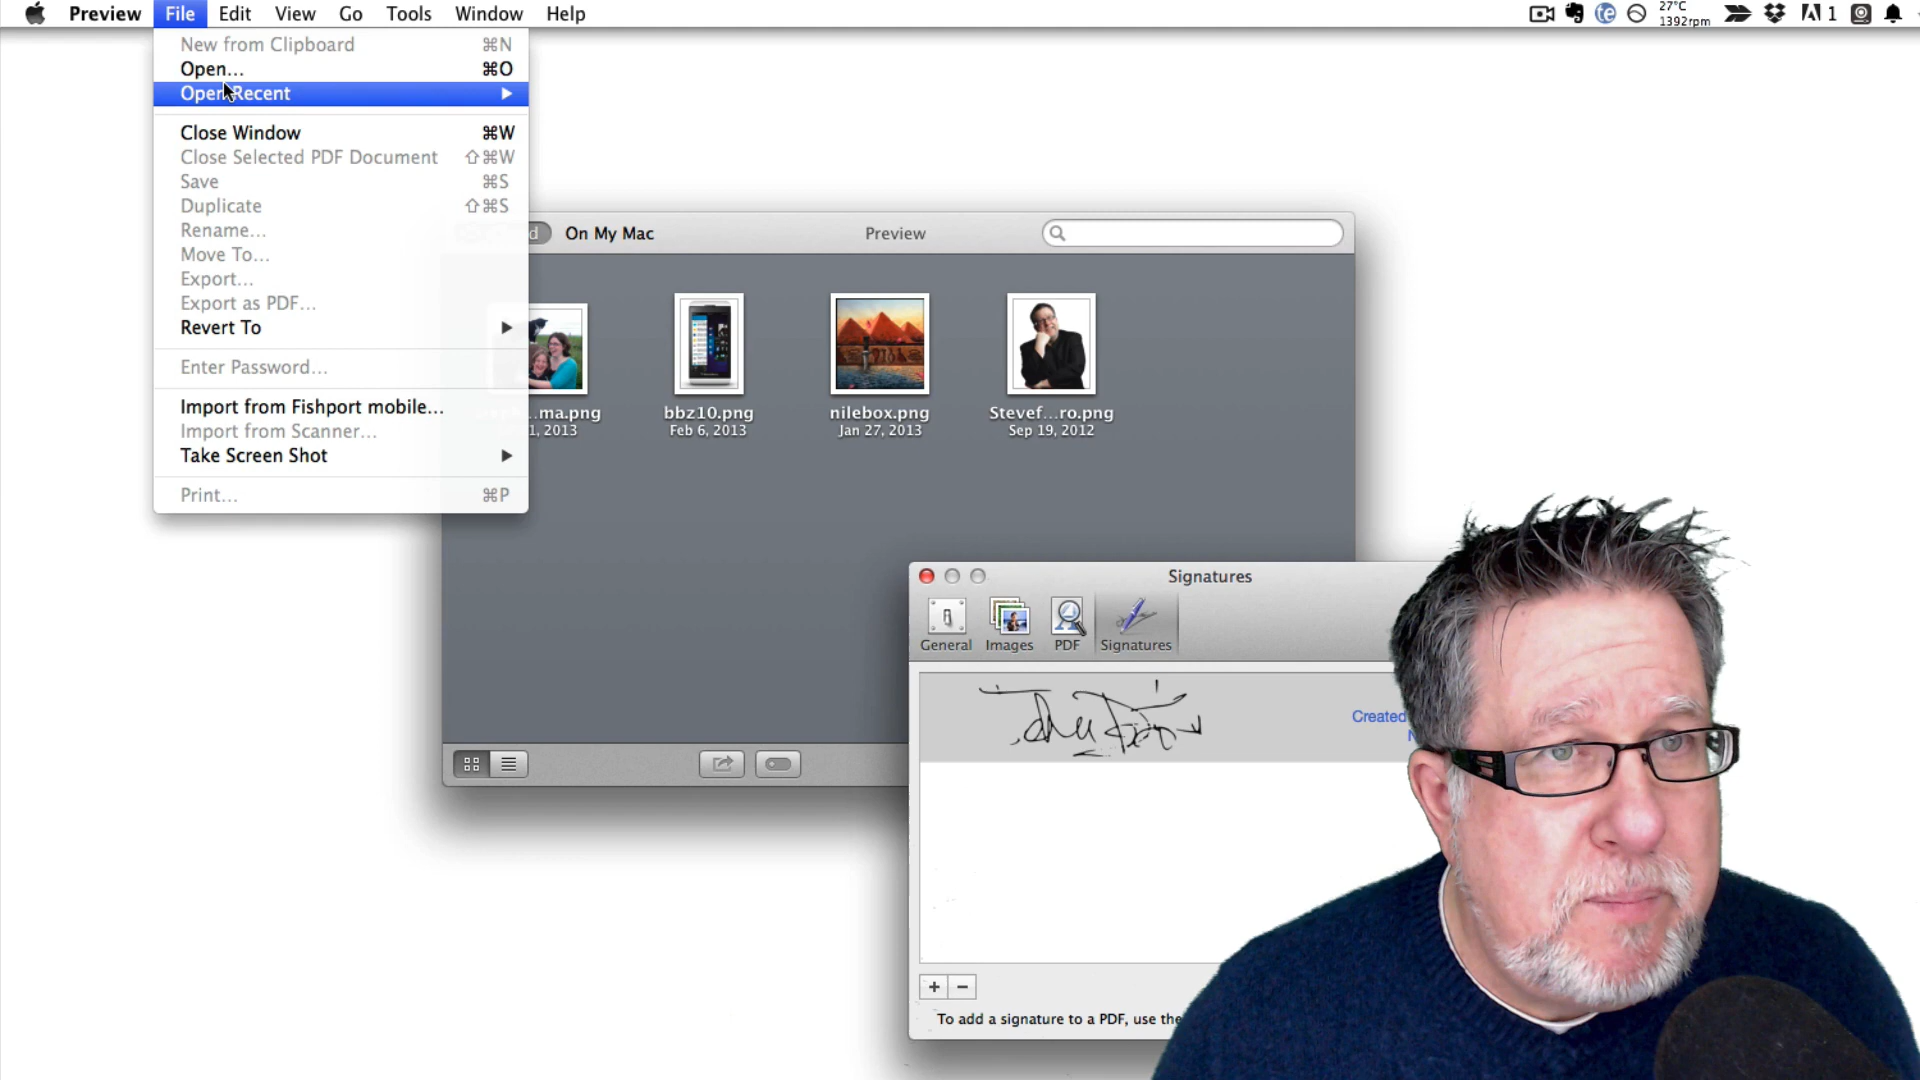 Preview File Edit View Go Tools Window Help
27°C
1392rpm
1
New from Clipboard ⌘N
Open... ⌘O
Open Recent
Close Window ⌘W
Close Selected PDF Document ⇧⌘W
Save ⌘S
Duplicate ⇧⌘S
Rename...
Move To...
Export...
Export as PDF...
Revert To
Enter Password...
Import from Fishport mobile...
Import from Scanner...
Take Screen Shot
Print... ⌘P
d On My Mac Preview
...ma.png bbz10.png nilebox.png Stevef...ro.png
1, 2013 Feb 6, 2013 Jan 27, 2013 Sep 19, 2012
Signatures
General Images PDF Signatures
Created
To add a signature to a PDF, use the